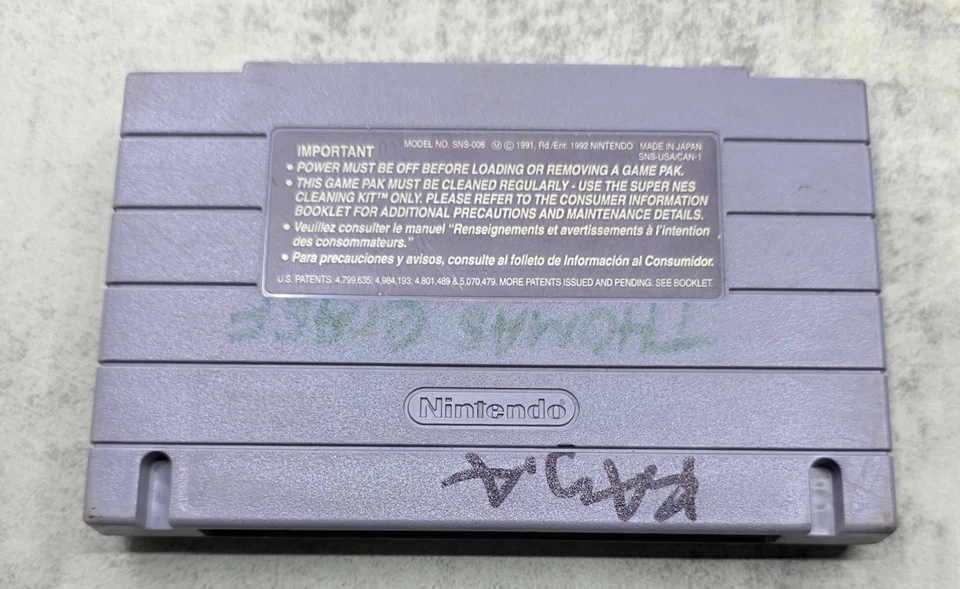 IMPORTANT
MODEL NO. SNS-006 Ⓜ © 1991, Rd./Enr. 1992 NINTENDO MADE IN JAPAN
SNS-USA/CAN-1
• POWER MUST BE OFF BEFORE LOADING OR REMOVING A GAME PAK.
• THIS GAME PAK MUST BE CLEANED REGULARLY - USE THE SUPER NES
CLEANING KIT™ ONLY. PLEASE REFER TO THE CONSUMER INFORMATION
BOOKLET FOR ADDITIONAL PRECAUTIONS AND MAINTENANCE DETAILS.
• Veuillez consulter le manuel "Renseignements et avertissements à l'intention
des consommateurs."
• Para precauciones y avisos, consulte al folleto de Información al Consumidor.
U.S. PATENTS: 4,799,635; 4,984,193; 4,801,489 & 5,070,479. MORE PATENTS ISSUED AND PENDING. SEE BOOKLET.
THOMAS
Nintendo
RAJA